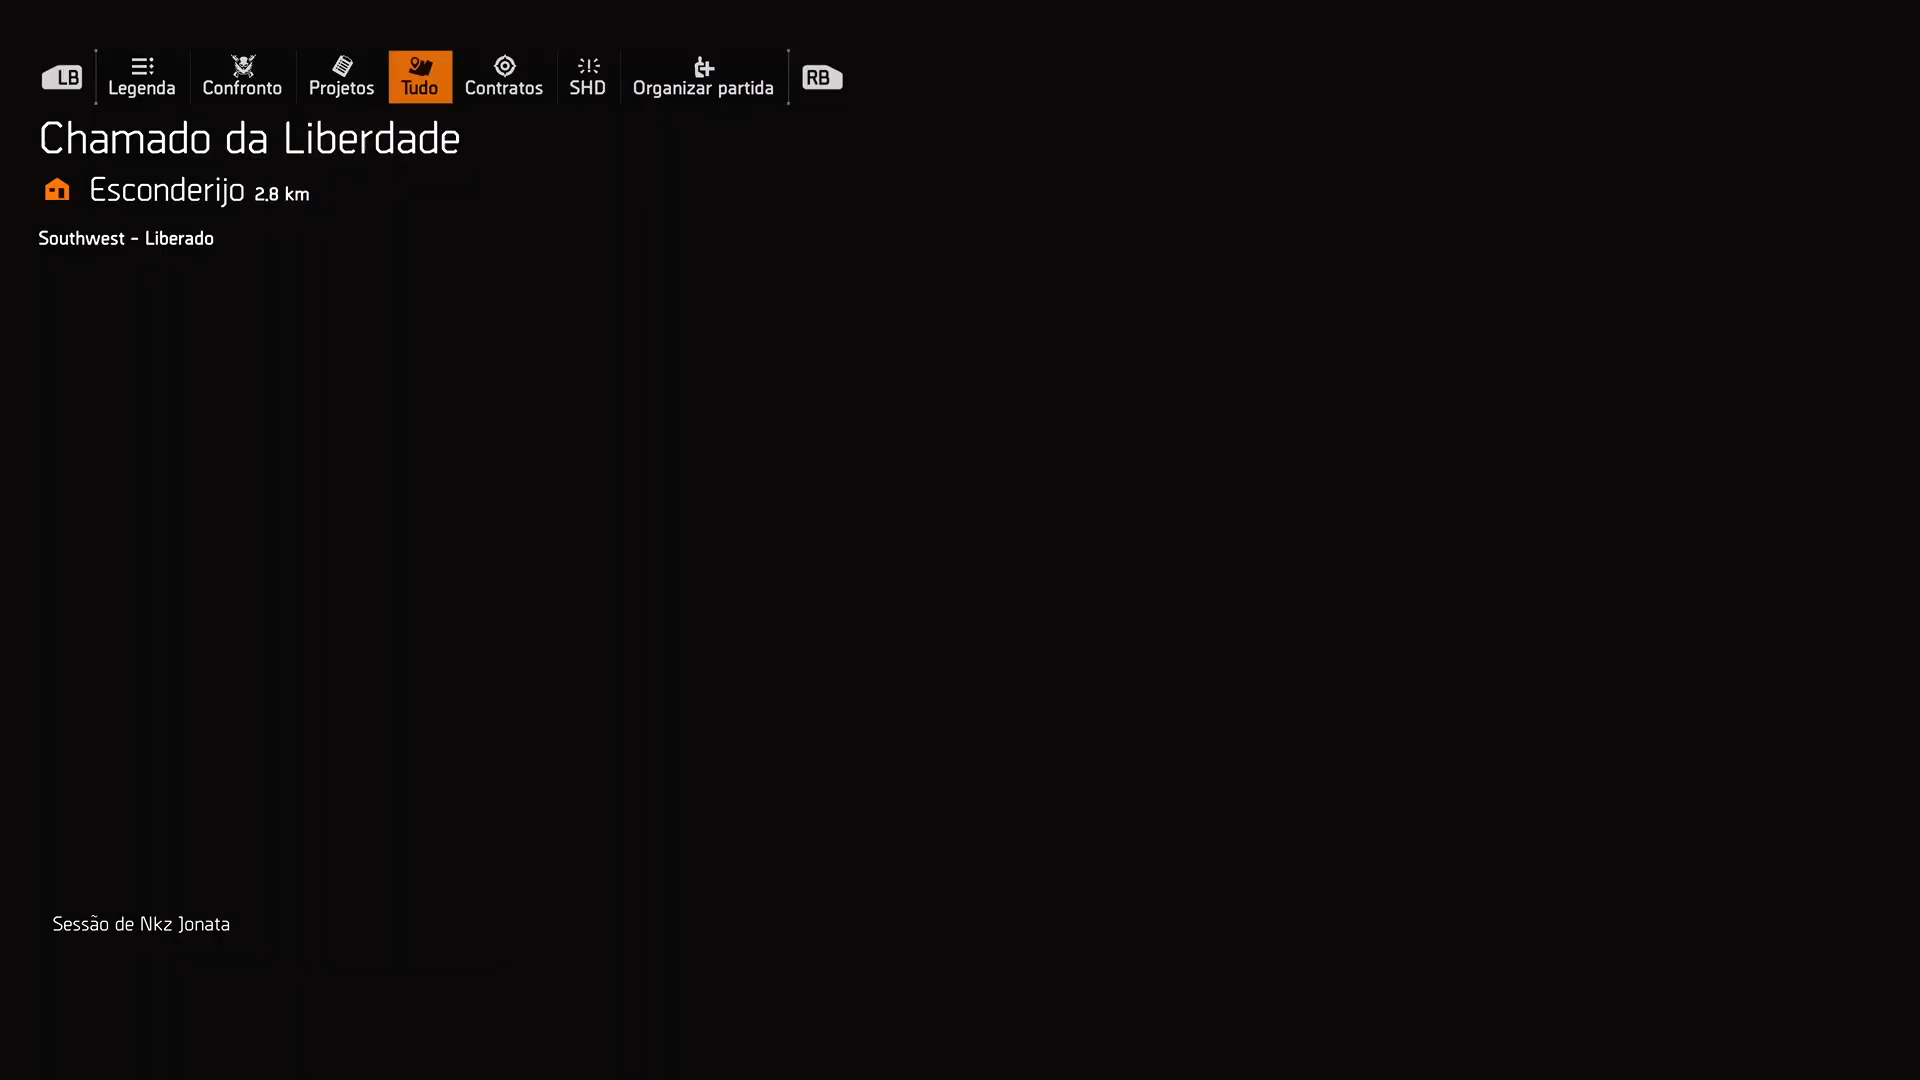 LB Legenda Confronto Projetos Tudo Contratos SHD Organizar partida RB
Chamado da Liberdade
Esconderijo 2.8 km
Southwest - Liberado
Sessão de Nkz Jonata